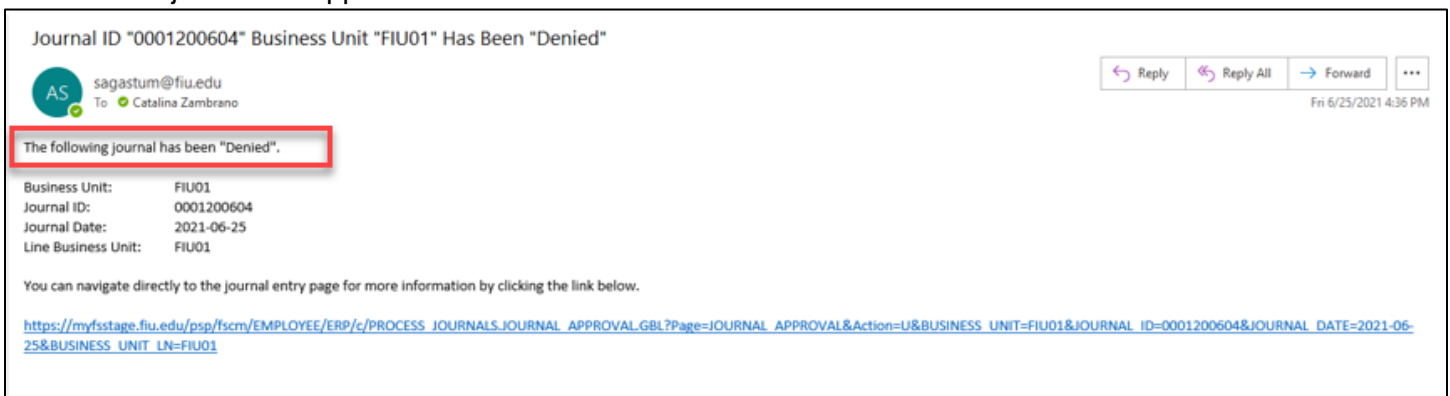 Journal ID "0001200604" Business Unit "FIU01" Has Been "Denied"
AS
sagastum@fiu.edu
To Catalina Zambrano
Reply
Reply All
Forward
Fri 6/25/2021 4:36 PM
The following journal has been "Denied".
Business Unit: FIU01
Journal ID: 0001200604
Journal Date: 2021-06-25
Line Business Unit: FIU01
You can navigate directly to the journal entry page for more information by clicking the link below.
https://myfsstage.fiu.edu/psp/fscm/EMPLOYEE/ERP/c/PROCESS_JOURNALS.JOURNAL_APPROVAL.GBL?Page=JOURNAL_APPROVAL&Action=U&BUSINESS_UNIT=FIU01&JOURNAL_ID=0001200604&JOURNAL_DATE=2021-06-
25&BUSINESS_UNIT_LN=FIU01